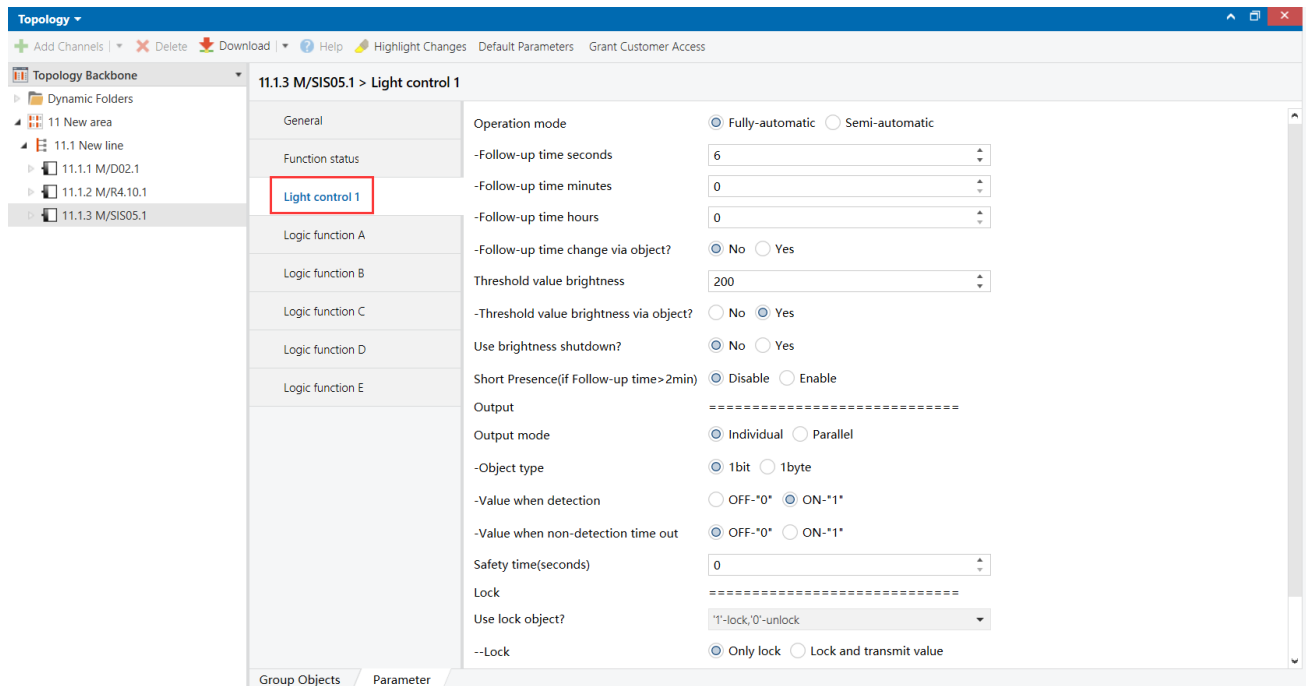 Topology
Add Channels Delete Download Help Highlight Changes Default Parameters Grant Customer Access
Topology Backbone
Dynamic Folders
11 New area
11.1 New line
11.1.1 M/D02.1
11.1.2 M/R4.10.1
11.1.3 M/SIS05.1
11.1.3 M/SIS05.1 > Light control 1
General
Function status
Light control 1
Logic function A
Logic function B
Logic function C
Logic function D
Logic function E
Operation mode Fully-automatic Semi-automatic
-Follow-up time seconds 6
-Follow-up time minutes 0
-Follow-up time hours 0
-Follow-up time change via object? No Yes
Threshold value brightness 200
-Threshold value brightness via object? No Yes
Use brightness shutdown? No Yes
Short Presence(if Follow-up time>2min) Disable Enable
Output =============================
Output mode Individual Parallel
-Object type 1bit 1byte
-Value when detection OFF-"0" ON-"1"
-Value when non-detection time out OFF-"0" ON-"1"
Safety time(seconds) 0
Lock =============================
Use lock object? '1'-lock,'0'-unlock
--Lock Only lock Lock and transmit value
Group Objects Parameter